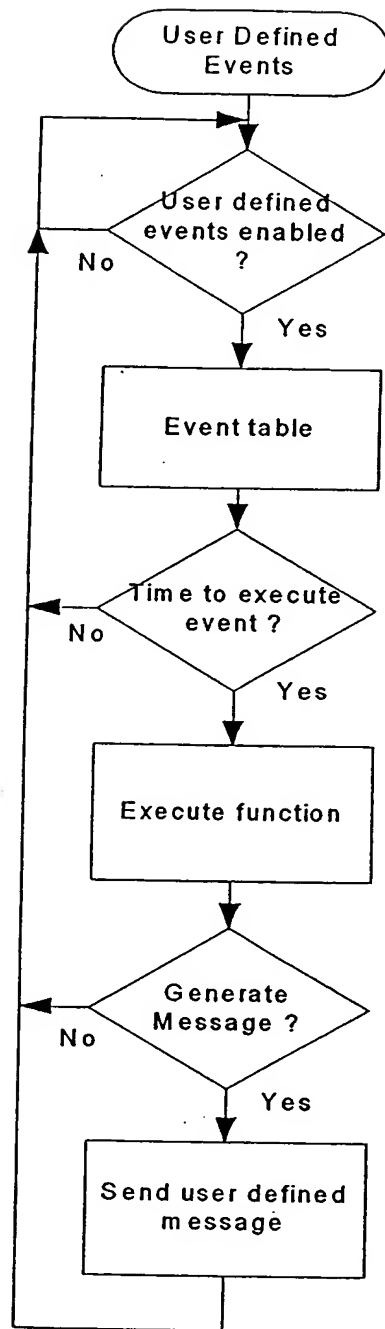 User Defined
Events
User defined
events enabled
?
No
Yes
Event table
Time to execute
event ?
No
Yes
Execute function
Generate
Message ?
No
Yes
Send user defined
message